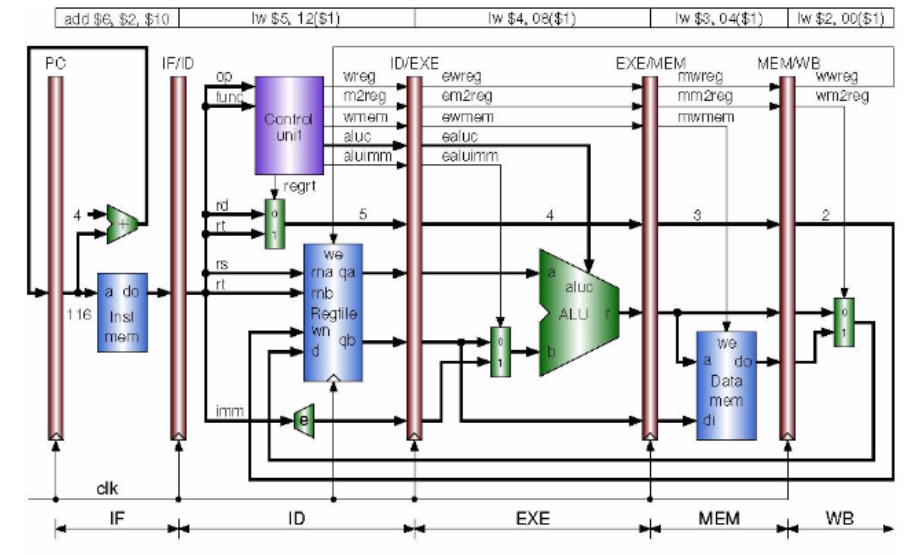 add $6, $2, $10 lw $5, 12($1) lw $4, 08($1) lw $3, 04($1) lw $2, 00($1)
PC IF/ID ID/EXE EXE/MEM MEM/WB
op wreg ewreg mwreg wwreg
func m2reg em2reg mm2reg wm2reg
Control unit
wmem ewmem mwmem
aluc ealuc
aluimm ealuimm
regrt
4 +
rd 0
rt 1
5 4 3 2
rs
rt
we
rna qa
rnb
Regfile
wn qb
d
a do
Inst
mem
116
a aluc
ALU r
b
0
1
we
a do
Data
mem
di
0
1
imm e
clk
IF ID EXE MEM WB